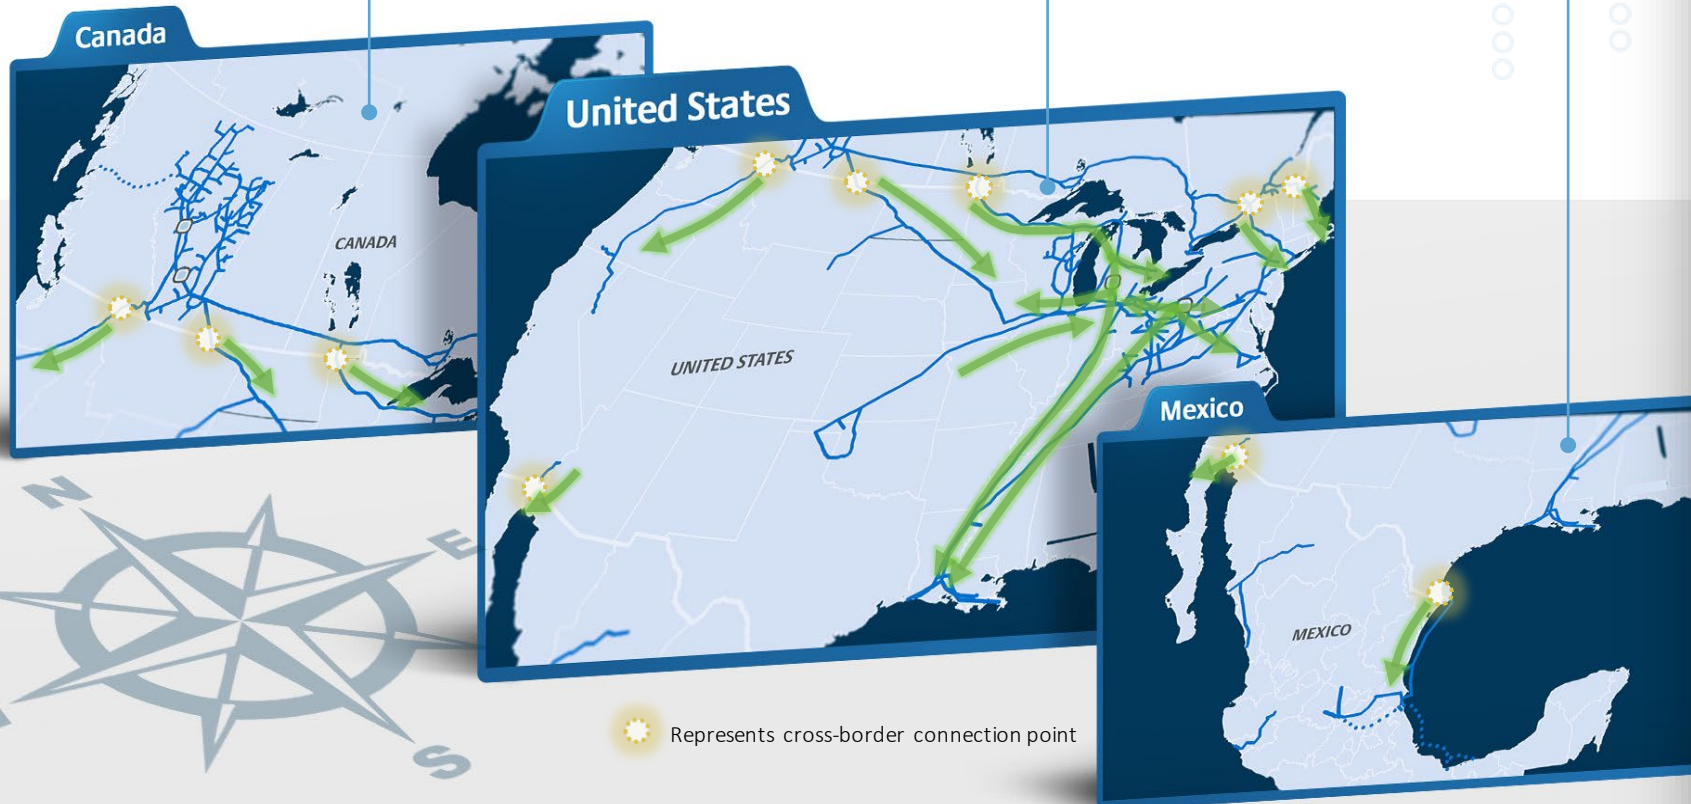 Canada
United States
CANADA
UNITED STATES
Mexico
MEXICO
N
E
S
Represents cross-border connection point